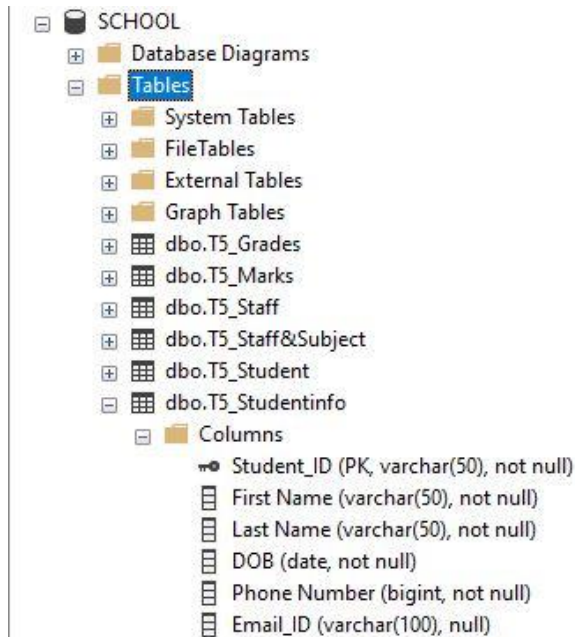 SCHOOL
Database Diagrams
Tables
System Tables
FileTables
External Tables
Graph Tables
dbo.T5_Grades
dbo.T5_Marks
dbo.T5_Staff
dbo.T5_Staff&Subject
dbo.T5_Student
dbo.T5_Studentinfo
Columns
Student_ID (PK, varchar(50), not null)
First Name (varchar(50), not null)
Last Name (varchar(50), not null)
DOB (date, not null)
Phone Number (bigint, not null)
Email_ID (varchar(100), null)